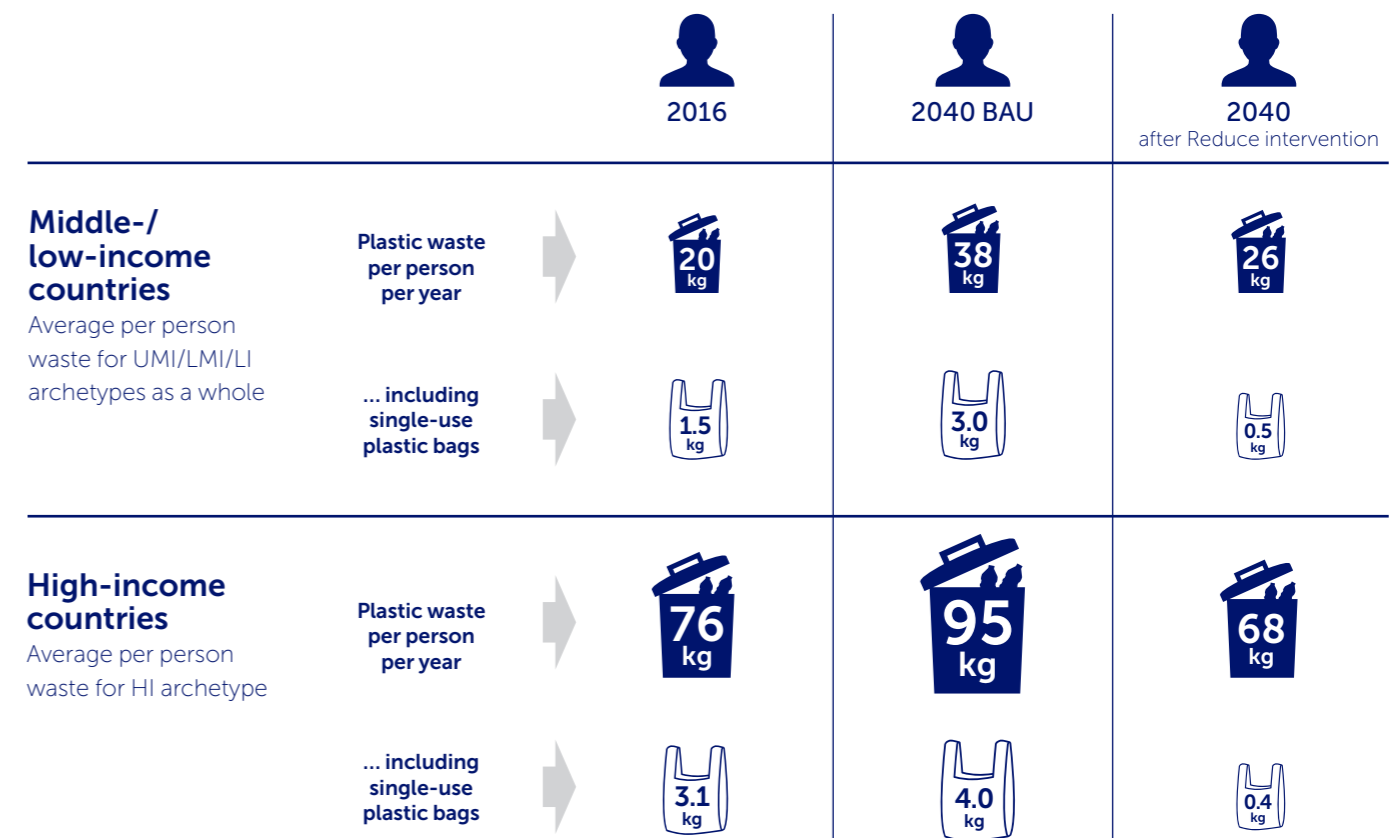 2016
2040 BAU
2040
after Reduce intervention
Middle-/
low-income
countries
Average per person
waste for UMI/LMI/LI
archetypes as a whole
Plastic waste
per person
per year
20
kg
38
kg
26
kg
... including
single-use
plastic bags
1.5
kg
3.0
kg
0.5
kg
High-income
countries
Average per person
waste for HI archetype
Plastic waste
per person
per year
76
kg
95
kg
68
kg
... including
single-use
plastic bags
3.1
kg
4.0
kg
0.4
kg